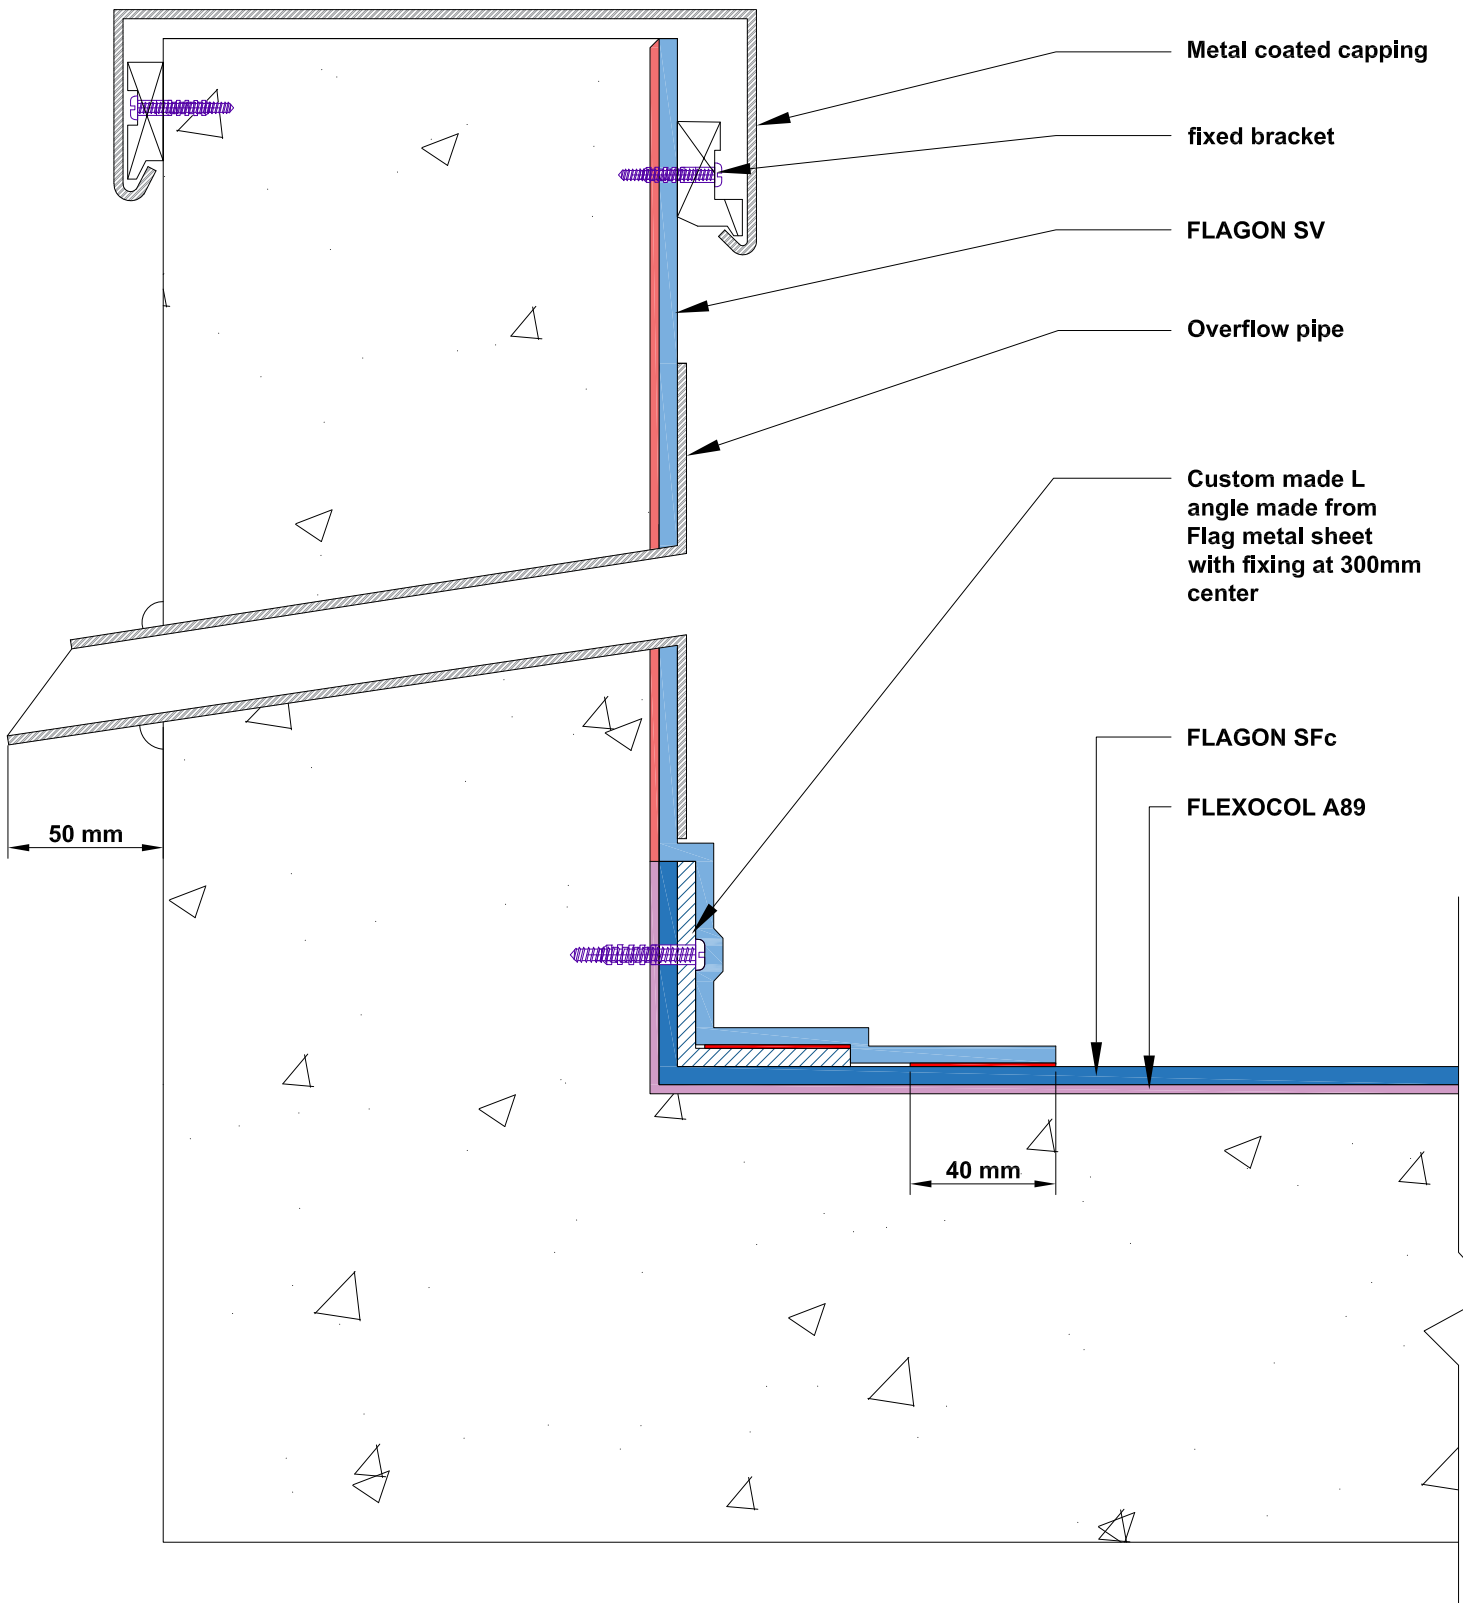 Metal coated capping
fixed bracket
FLAGON SV
Overflow pipe
Custom made L
angle made from
Flag metal sheet
with fixing at 300mm
center
FLAGON SFc
FLEXOCOL A89
50 mm
40 mm